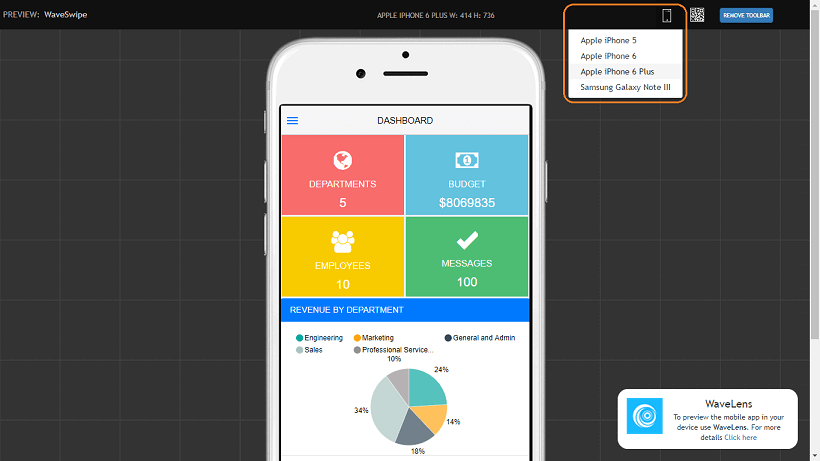 PREVIEW: WaveSwipe
APPLE IPHONE 6 PLUS W: 414 H: 736
REMOVE TOOLBAR
Apple iPhone 5
Apple iPhone 6
Apple iPhone 6 Plus
Samsung Galaxy Note III
DASHBOARD
DEPARTMENTS
5
1
BUDGET
$8069835
EMPLOYEES
10
MESSAGES
100
REVENUE BY DEPARTMENT
Engineering Marketing General and Admin
Sales Professional Service...
10%
24%
34%
14%
18%
WaveLens
To preview the mobile app in your
device use WaveLens. For more
details Click here